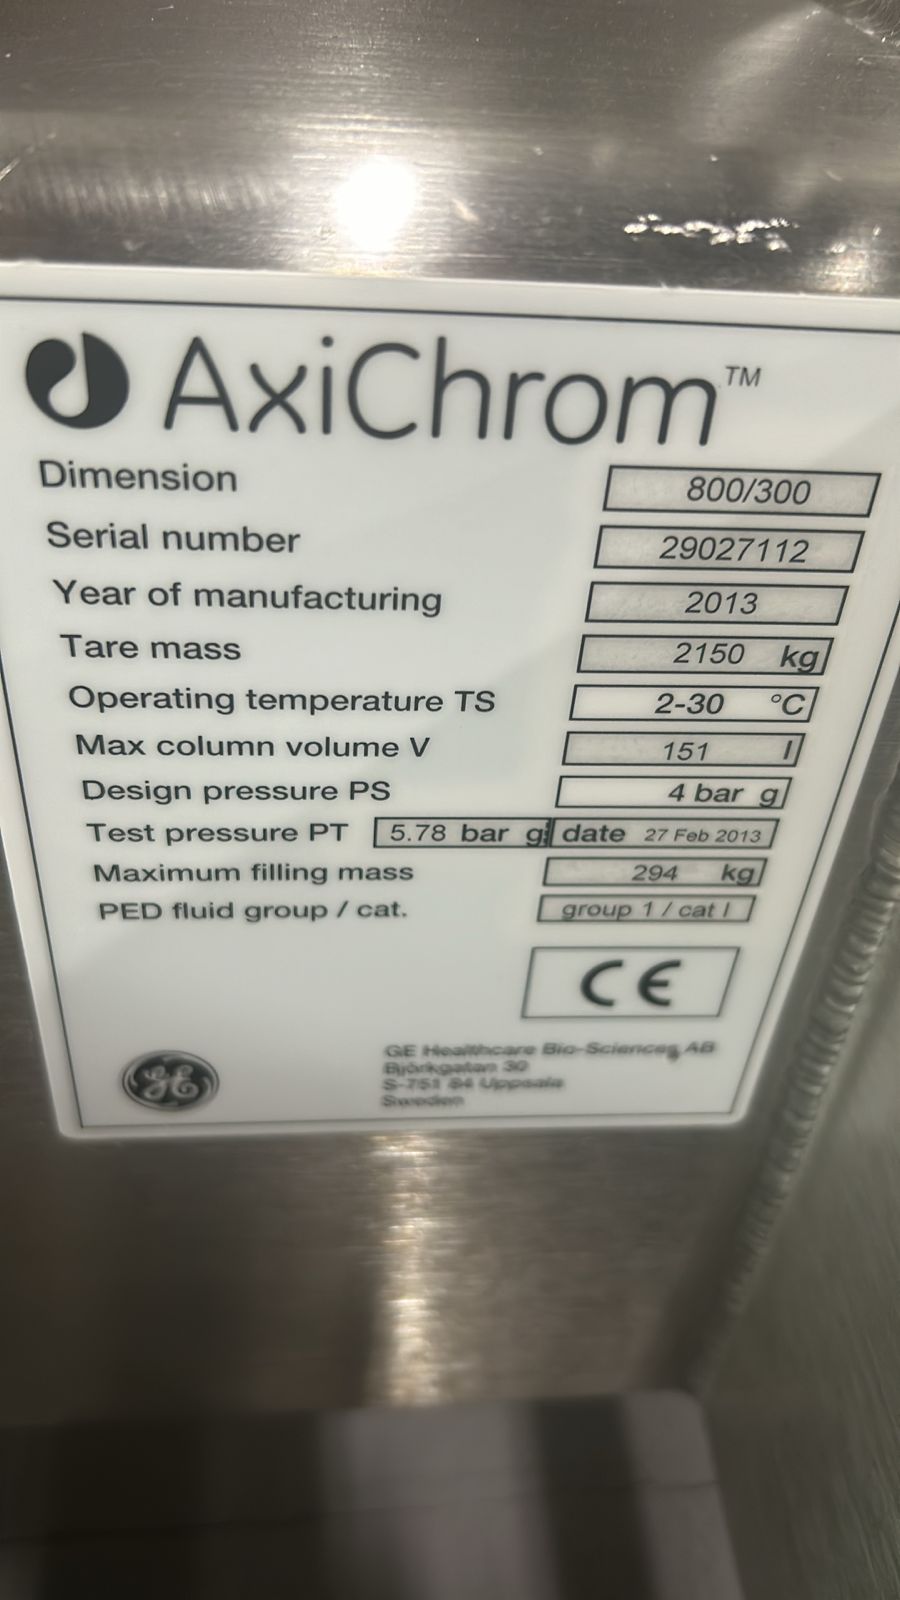 AxiChrom™
Dimension 800/300
Serial number 29027112
Year of manufacturing 2013
Tare mass 2150 kg
Operating temperature TS 2-30 °C
Max column volume V 151 l
Design pressure PS 4 bar g
Test pressure PT 5.78 bar g date 27 Feb 2013
Maximum filling mass 294 kg
PED fluid group / cat. group 1 / cat I
CE
GE Healthcare Bio-Sciences AB
Björkgatan 30
S-751 84 Uppsala
Sweden
GE